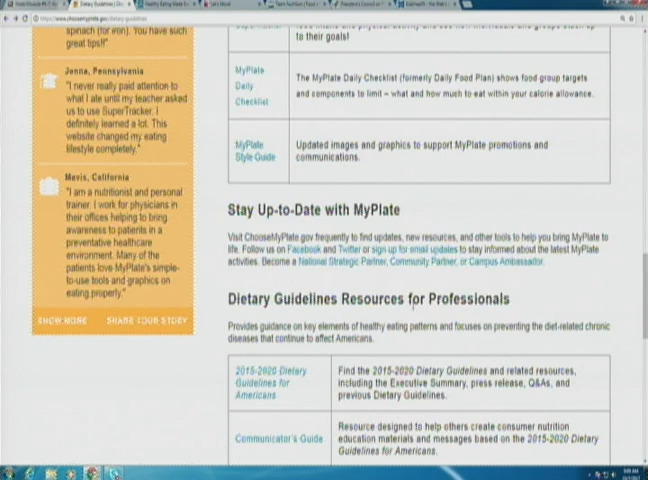 www.choosemyplate.gov/dietary-guidelines
spinach (for iron). You have such
great tips!!"
Jenna, Pennsylvania
"I never really paid attention to
what I ate until my teacher asked
us to use SuperTracker. I
definitely learned a lot. This
website changed my eating
lifestyle completely."
Mavis, California
"I am a nutritionist and personal
trainer. I work for physicians in
their offices helping to bring
awareness to patients in a
preventative healthcare
environment. Many of the
patients love MyPlate's simple-
to-use tools and graphics on
eating properly."
SHOW MORE SHARE YOUR STORY
to their goals!
MyPlate
Daily
Checklist
The MyPlate Daily Checklist (formerly Daily Food Plan) shows food group targets
and components to limit – what and how much to eat within your calorie allowance.
MyPlate
Style Guide
Updated images and graphics to support MyPlate promotions and
communications.
Stay Up-to-Date with MyPlate
Visit ChooseMyPlate.gov frequently to find updates, new resources, and other tools to help you bring MyPlate to
life. Follow us on Facebook and Twitter or sign up for email updates to stay informed about the latest MyPlate
activities. Become a National Strategic Partner, Community Partner, or Campus Ambassador.
Dietary Guidelines Resources for Professionals
Provides guidance on key elements of healthy eating patterns and focuses on preventing the diet-related chronic
diseases that continue to affect Americans.
2015-2020 Dietary
Guidelines for
Americans
Find the 2015-2020 Dietary Guidelines and related resources,
including the Executive Summary, press release, Q&As, and
previous Dietary Guidelines.
Communicator's Guide
Resource designed to help others create consumer nutrition
education materials and messages based on the 2015-2020 Dietary
Guidelines for Americans.